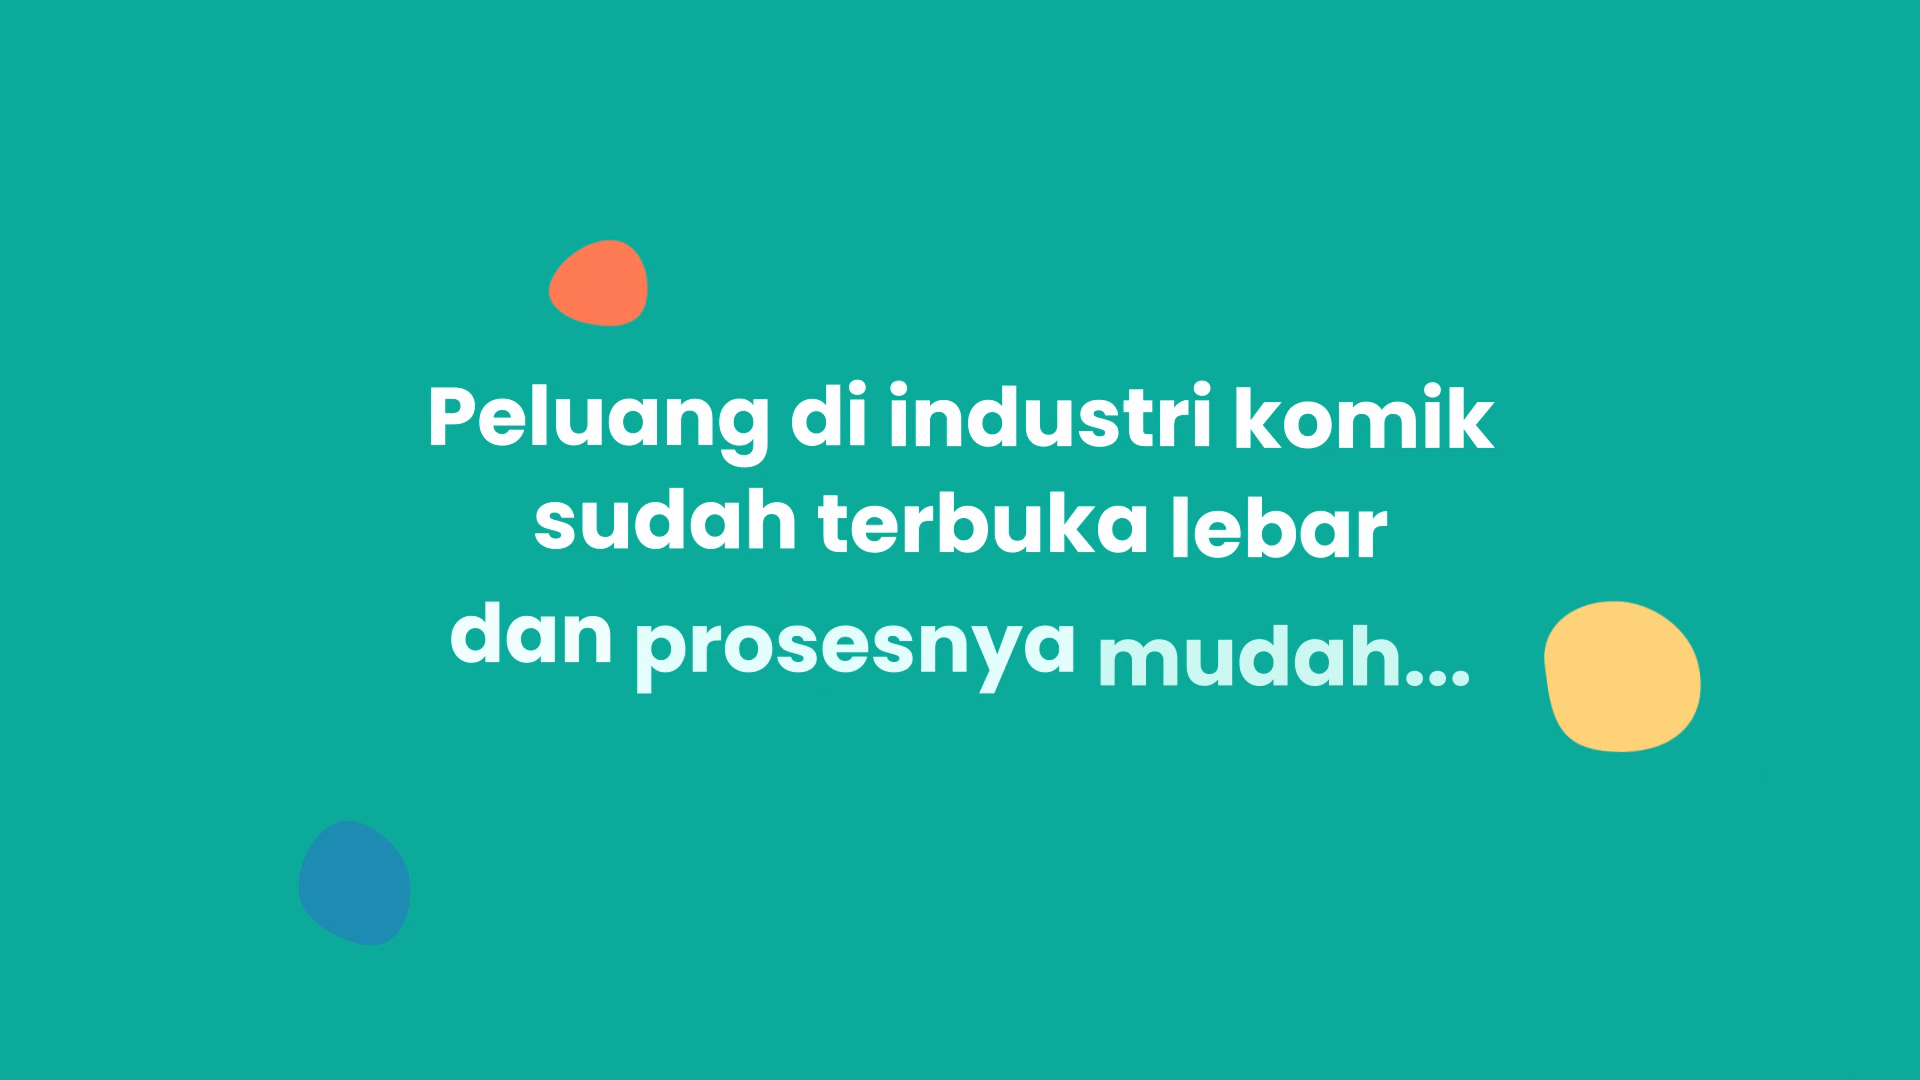 Peluang di industri komik
sudah terbuka lebar
dan prosesnya mudah...